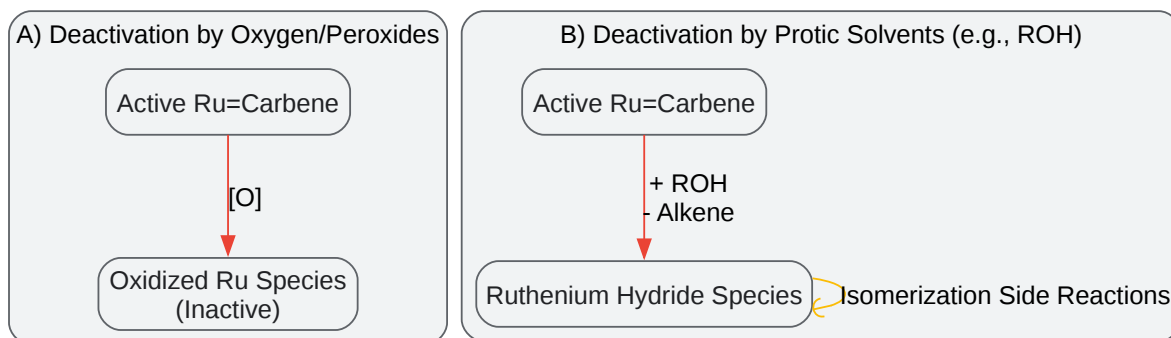 A) Deactivation by Oxygen/Peroxides
Active Ru=Carbene
[O]
Oxidized Ru Species
(Inactive)
B) Deactivation by Protic Solvents (e.g., ROH)
Active Ru=Carbene
+ ROH
- Alkene
Ruthenium Hydride Species
Isomerization Side Reactions